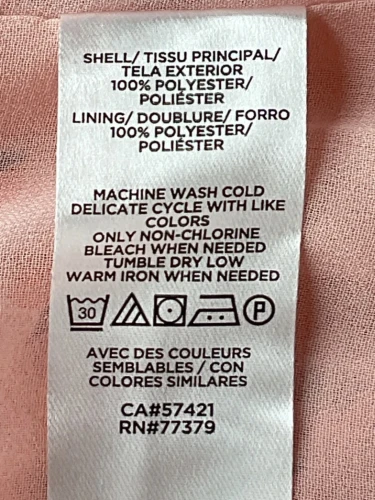 SHELL/ TISSU PRINCIPAL/
TELA EXTERIOR
100% POLYESTER/
POLIÉSTER
LINING/ DOUBLURE/ FORRO
100% POLYESTER/
POLIÉSTER
MACHINE WASH COLD
DELICATE CYCLE WITH LIKE
COLORS
ONLY NON-CHLORINE
BLEACH WHEN NEEDED
TUMBLE DRY LOW
WARM IRON WHEN NEEDED
30 P
AVEC DES COULEURS
SEMBLABLES / CON
COLORES SIMILARES
CA#57421
RN#77379